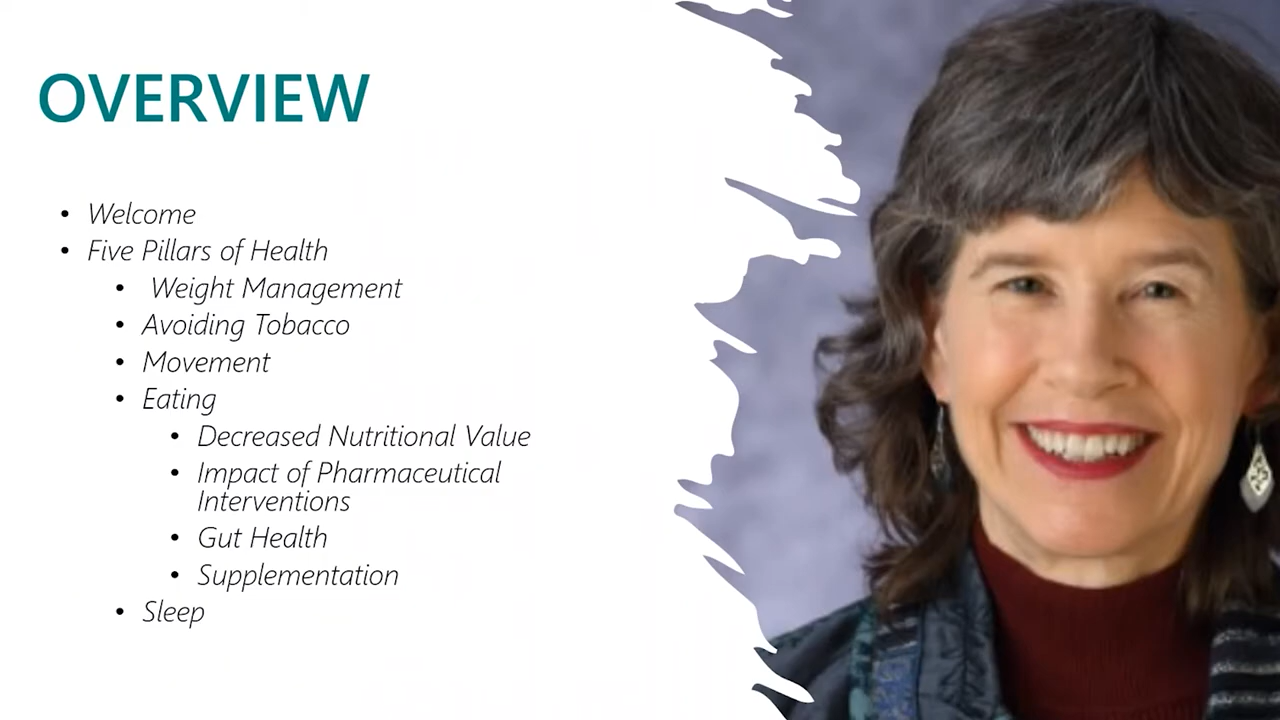 OVERVIEW
• Welcome
• Five Pillars of Health
• Weight Management
• Avoiding Tobacco
• Movement
• Eating
• Decreased Nutritional Value
• Impact of Pharmaceutical
Interventions
• Gut Health
• Supplementation
• Sleep